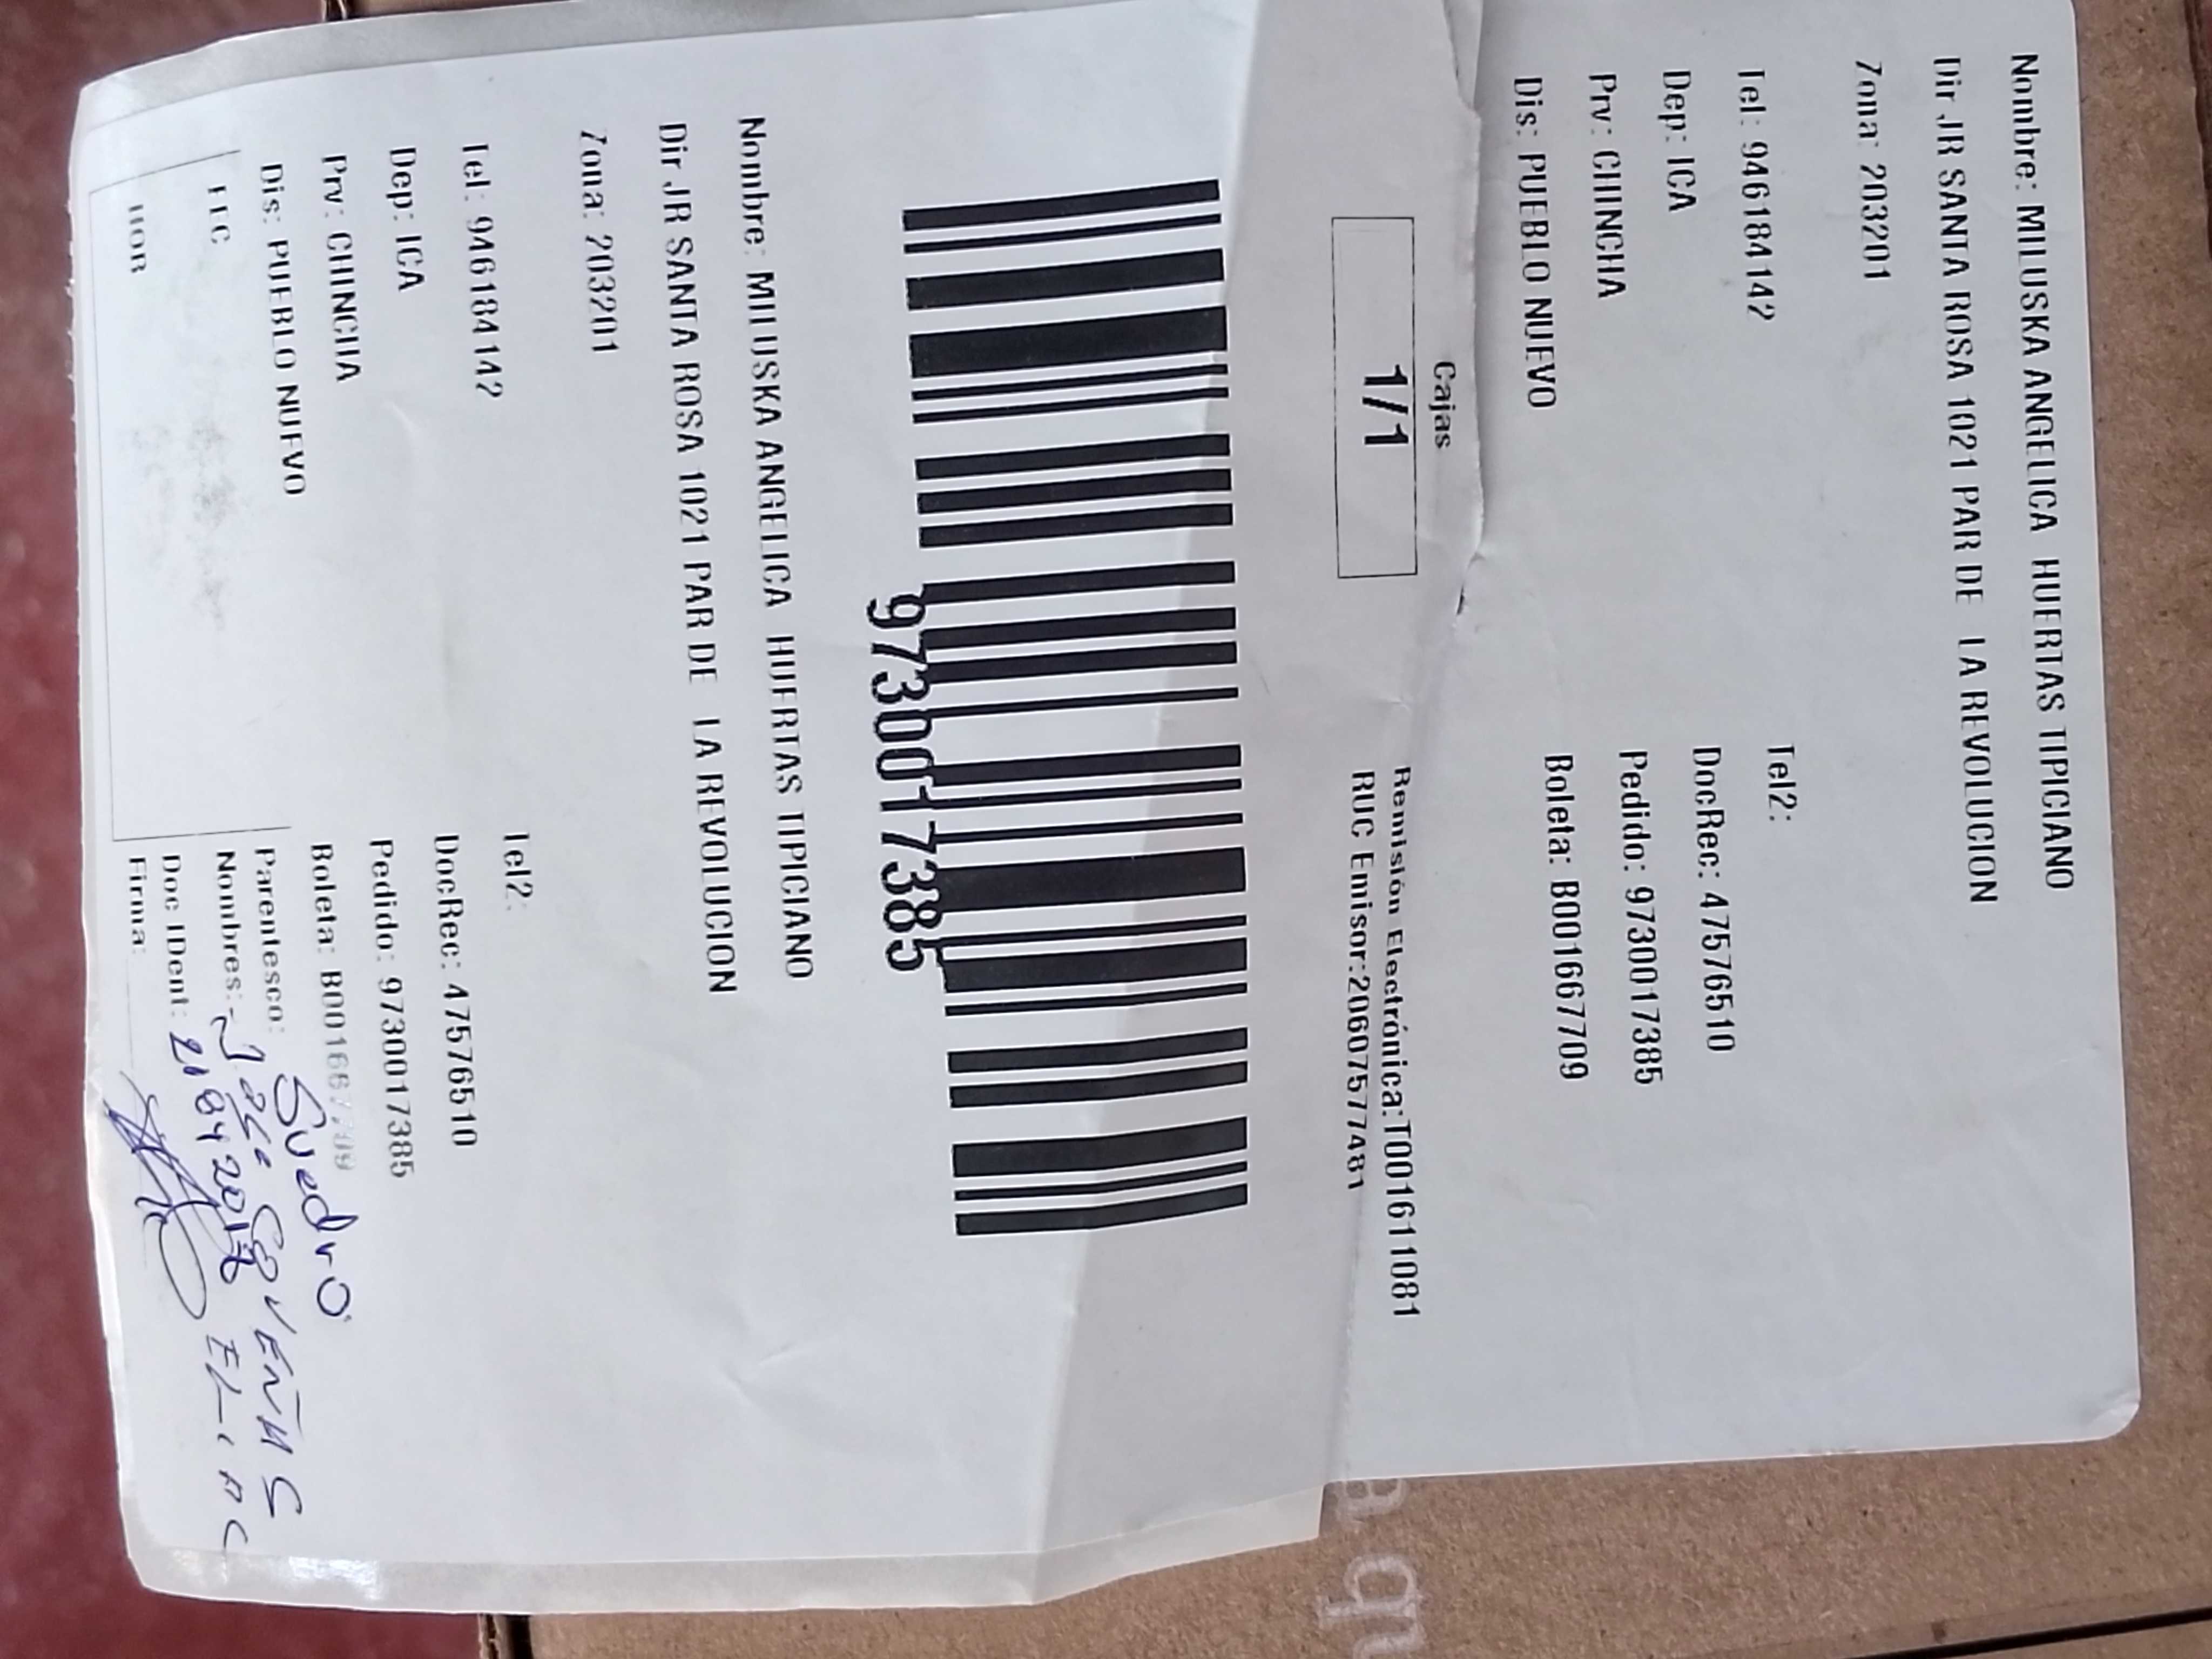 Nombre: MILUSKA ANGELICA HUERTAS TIPICIANO
Dir JR SANTA ROSA 1021 PAR DE LA REVOLUCION
Zona: 203201
Tel: 946184142 Tel2:
Dep: ICA DocRec: 47576510
Prv: CHINCHA Pedido: 9730017385
Dis: PUEBLO NUEVO Boleta: B001667709
Cajas
1/1
Remisión Electrónica:T001611081
RUC Emisor:20607577481
9730017385
Nombre: MILUSKA ANGELICA HUERTAS TIPICIANO
Dir JR SANTA ROSA 1021 PAR DE LA REVOLUCION
Zona: 203201
Tel: 946184142 Tel2:
Dep: ICA DocRec: 47576510
Prv: CHINCHA Pedido: 9730017385
Dis: PUEBLO NUEVO Boleta: B001667709
FEC
HOR
Parentesco: Suedro
Nombres: José
Doc IDent:
Firma: